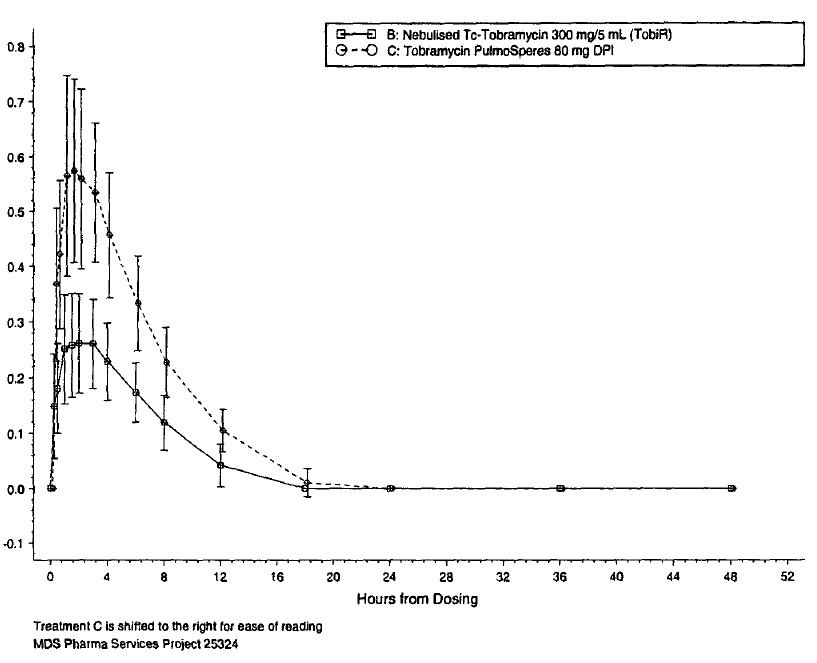 B: Nebulised Tc-Tobramycin 300 mg/5 mL (TobiR)
C: Tobramycin PulmoSperes 80 mg DPI
0.8
0.7
0.6
0.5
0.4
0.3
0.2
0.1
0.0
-0.1
0 4 8 12 16 20 24 28 32 36 40 44 48 52
Hours from Dosing
Treatment C is shifted to the right for ease of reading
MDS Pharma Services Project 25324